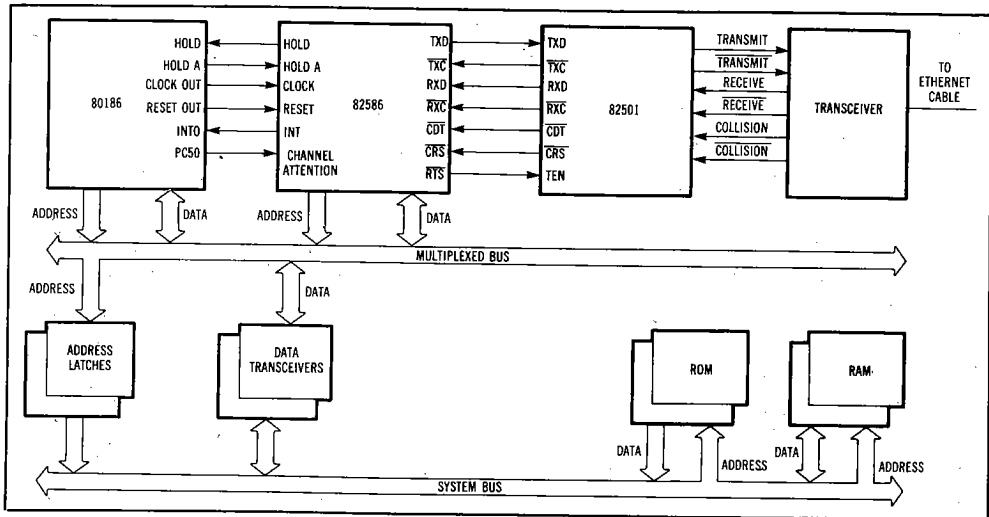 HOLD
HOLD A
CLOCK OUT
RESET OUT
INTO
PC50
80186
HOLD
HOLD A
CLOCK
RESET
INT
CHANNEL
ATTENTION
82586
TXD
TXC
RXD
RXC
CDT
CRS
RTS
TXD
TXC
RXD
RXC
CDT
CRS
TEN
82501
TRANSMIT
TRANSMIT
RECEIVE
RECEIVE
COLLISION
COLLISION
TRANSCEIVER
TO
ETHERNET
CABLE
ADDRESS
DATA
ADDRESS
DATA
MULTIPLEXED BUS
ADDRESS
DATA
ADDRESS
LATCHES
DATA
TRANSCEIVERS
ROM
RAM
DATA
ADDRESS
DATA
ADDRESS
SYSTEM BUS